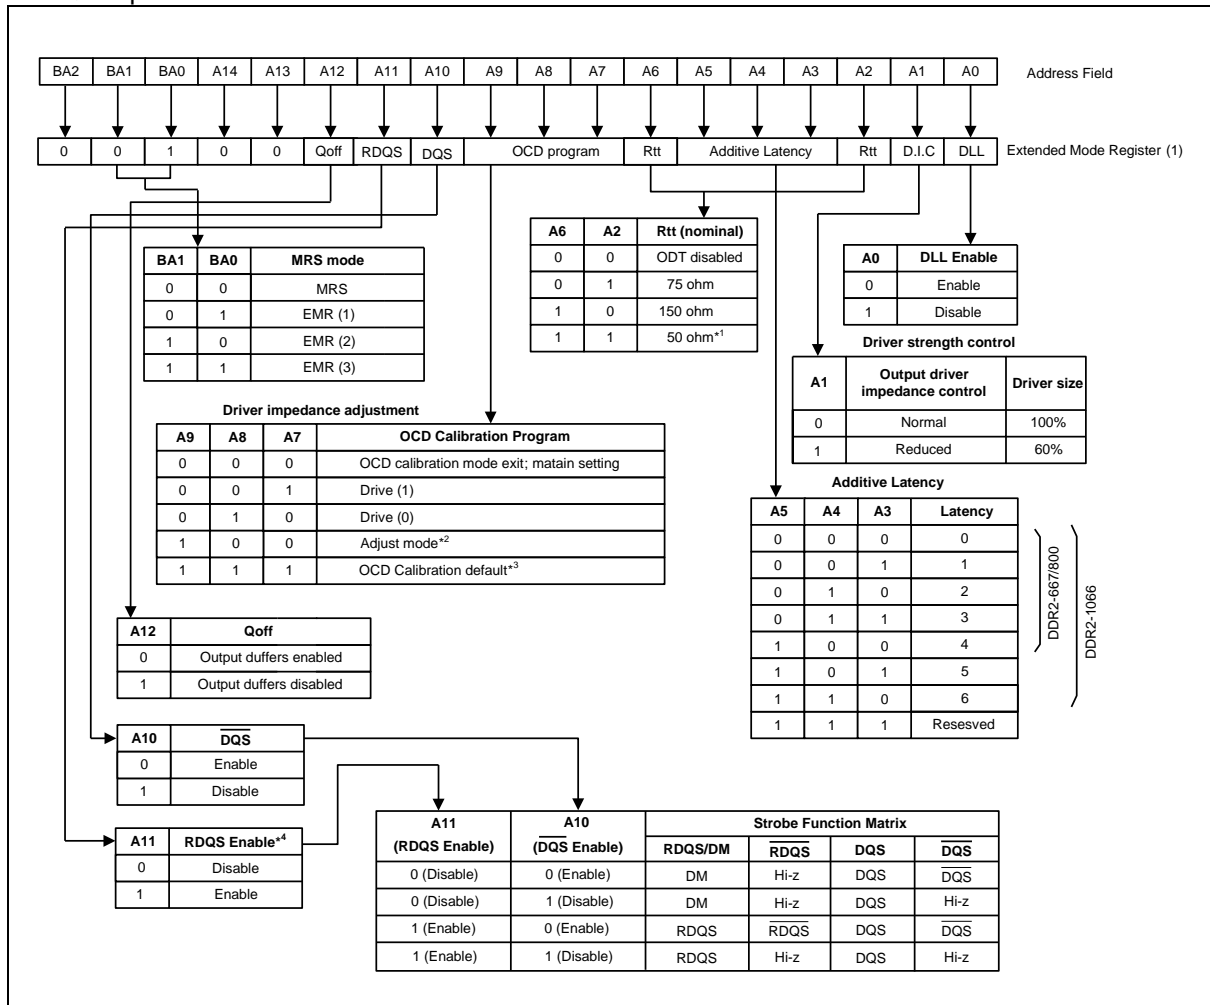 BA2 BA1 BA0 A14 A13 A12 A11 A10 A9 A8 A7 A6 A5 A4 A3 A2 A1 A0 Address Field
0 0 1 0 0 Qoff RDQS DQS OCD program Rtt Additive Latency Rtt D.I.C DLL Extended Mode Register (1)
BA1 BA0 MRS mode
0 0 MRS
0 1 EMR (1)
1 0 EMR (2)
1 1 EMR (3)
A6 A2 Rtt (nominal)
0 0 ODT disabled
0 1 75 ohm
1 0 150 ohm
1 1 50 ohm*1
A0 DLL Enable
0 Enable
1 Disable
Driver strength control
A1 Output driver impedance control Driver size
0 Normal 100%
1 Reduced 60%
Driver impedance adjustment
A9 A8 A7 OCD Calibration Program
0 0 0 OCD calibration mode exit; matain setting
0 0 1 Drive (1)
0 1 0 Drive (0)
1 0 0 Adjust mode*2
1 1 1 OCD Calibration default*3
Additive Latency
A5 A4 A3 Latency
0 0 0 0
0 0 1 1
0 1 0 2
0 1 1 3
1 0 0 4
1 0 1 5
1 1 0 6
1 1 1 Resesved
DDR2-667/800
DDR2-1066
A12 Qoff
0 Output duffers enabled
1 Output duffers disabled
A10 D̅Q̅S̅
0 Enable
1 Disable
A11 RDQS Enable*4
0 Disable
1 Enable
A11 (RDQS Enable) A10 (D̅Q̅S̅ Enable) Strobe Function Matrix
RDQS/DM R̅D̅Q̅S̅ DQS D̅Q̅S̅
0 (Disable) 0 (Enable) DM Hi-z DQS D̅Q̅S̅
0 (Disable) 1 (Disable) DM Hi-z DQS Hi-z
1 (Enable) 0 (Enable) RDQS R̅D̅Q̅S̅ DQS D̅Q̅S̅
1 (Enable) 1 (Disable) RDQS Hi-z DQS Hi-z